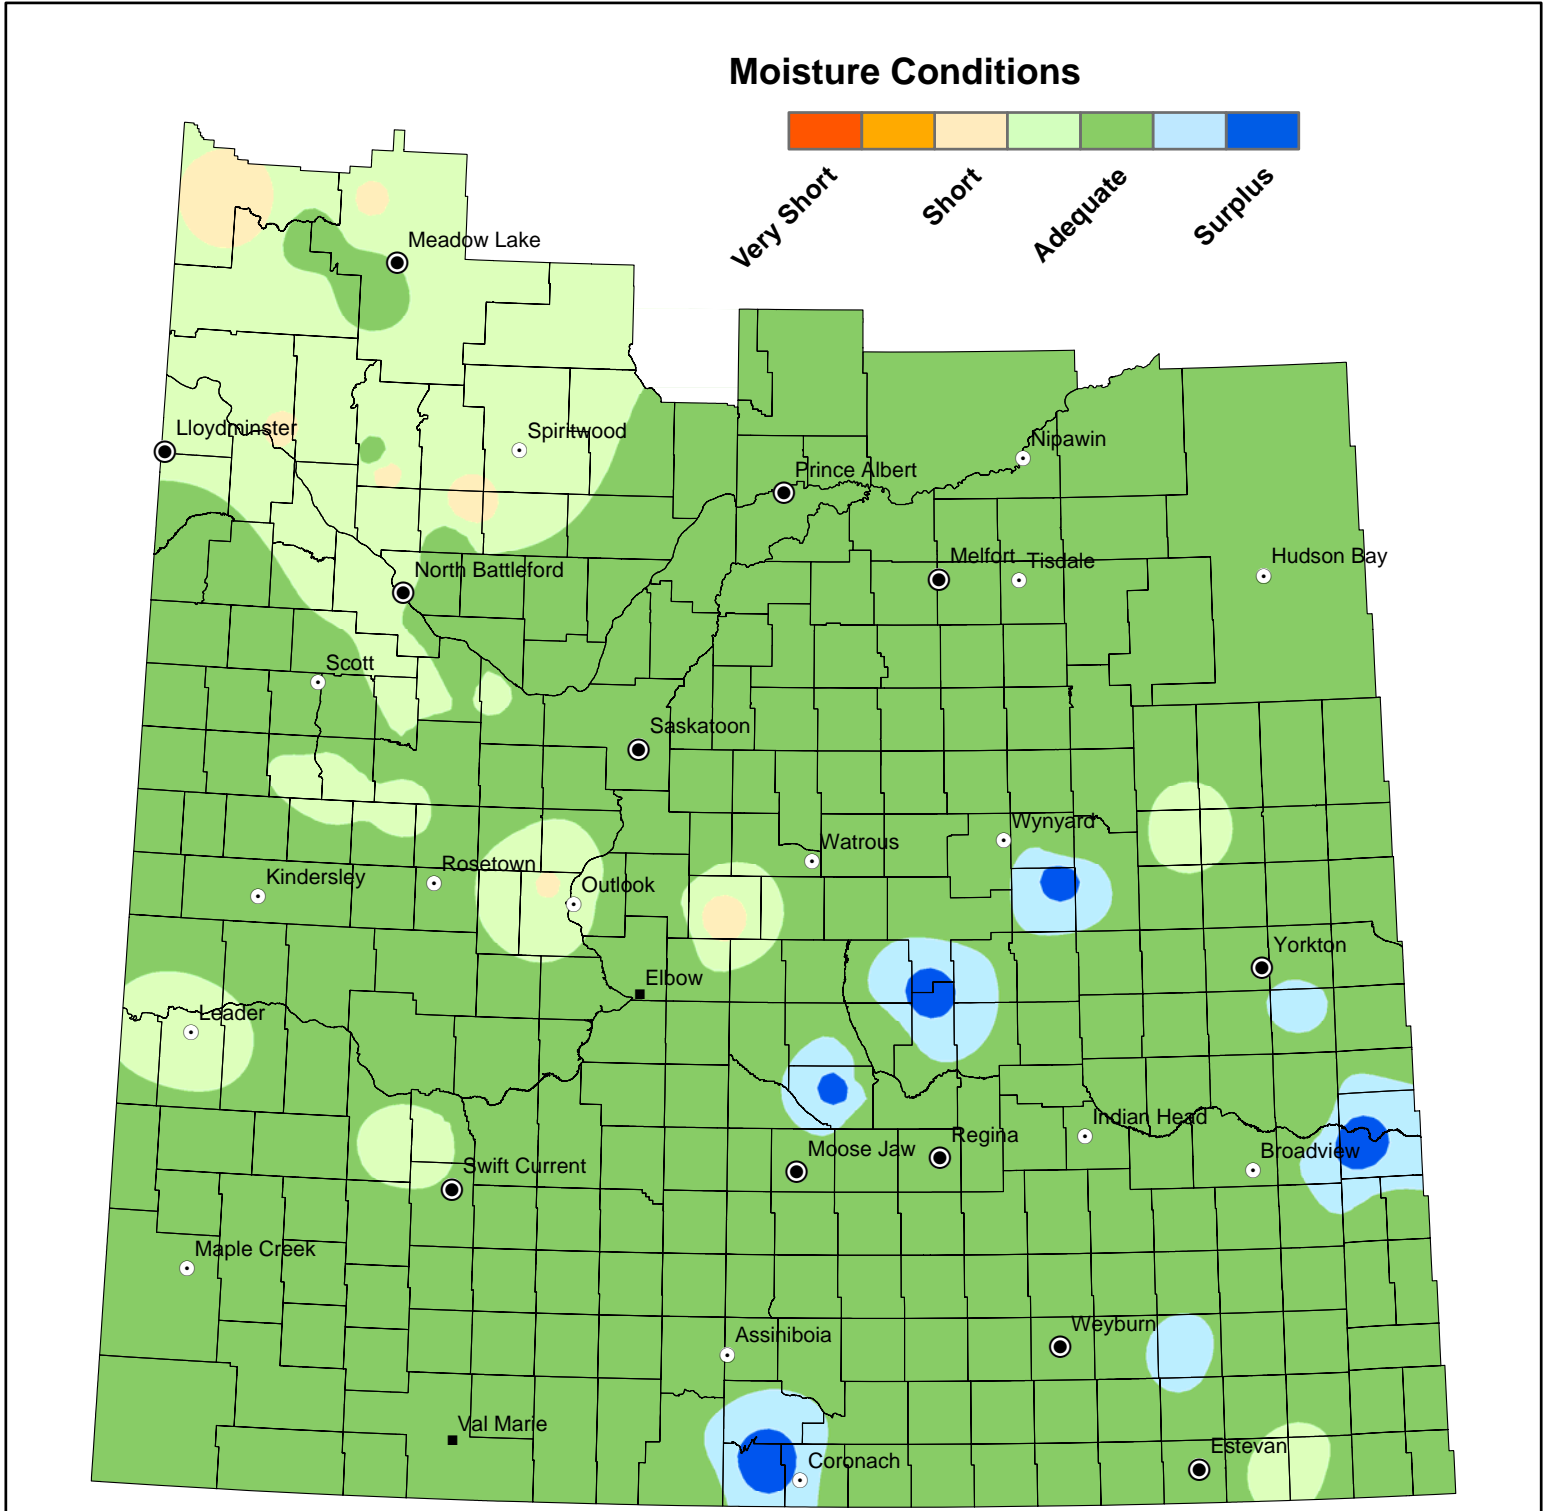 Moisture Conditions
Very Short
Short
Adequate
Surplus
Meadow Lake
Lloydminster
Spiritwood
Nipawin
Prince Albert
Melfort
Tisdale
Hudson Bay
North Battleford
Scott
Saskatoon
Wynyard
Watrous
Rosetown
Kindersley
Outlook
Yorkton
Elbow
Leader
Indian Head
Regina
Moose Jaw
Broadview
Swift Current
Maple Creek
Weyburn
Assiniboia
Val Marie
Estevan
Coronach